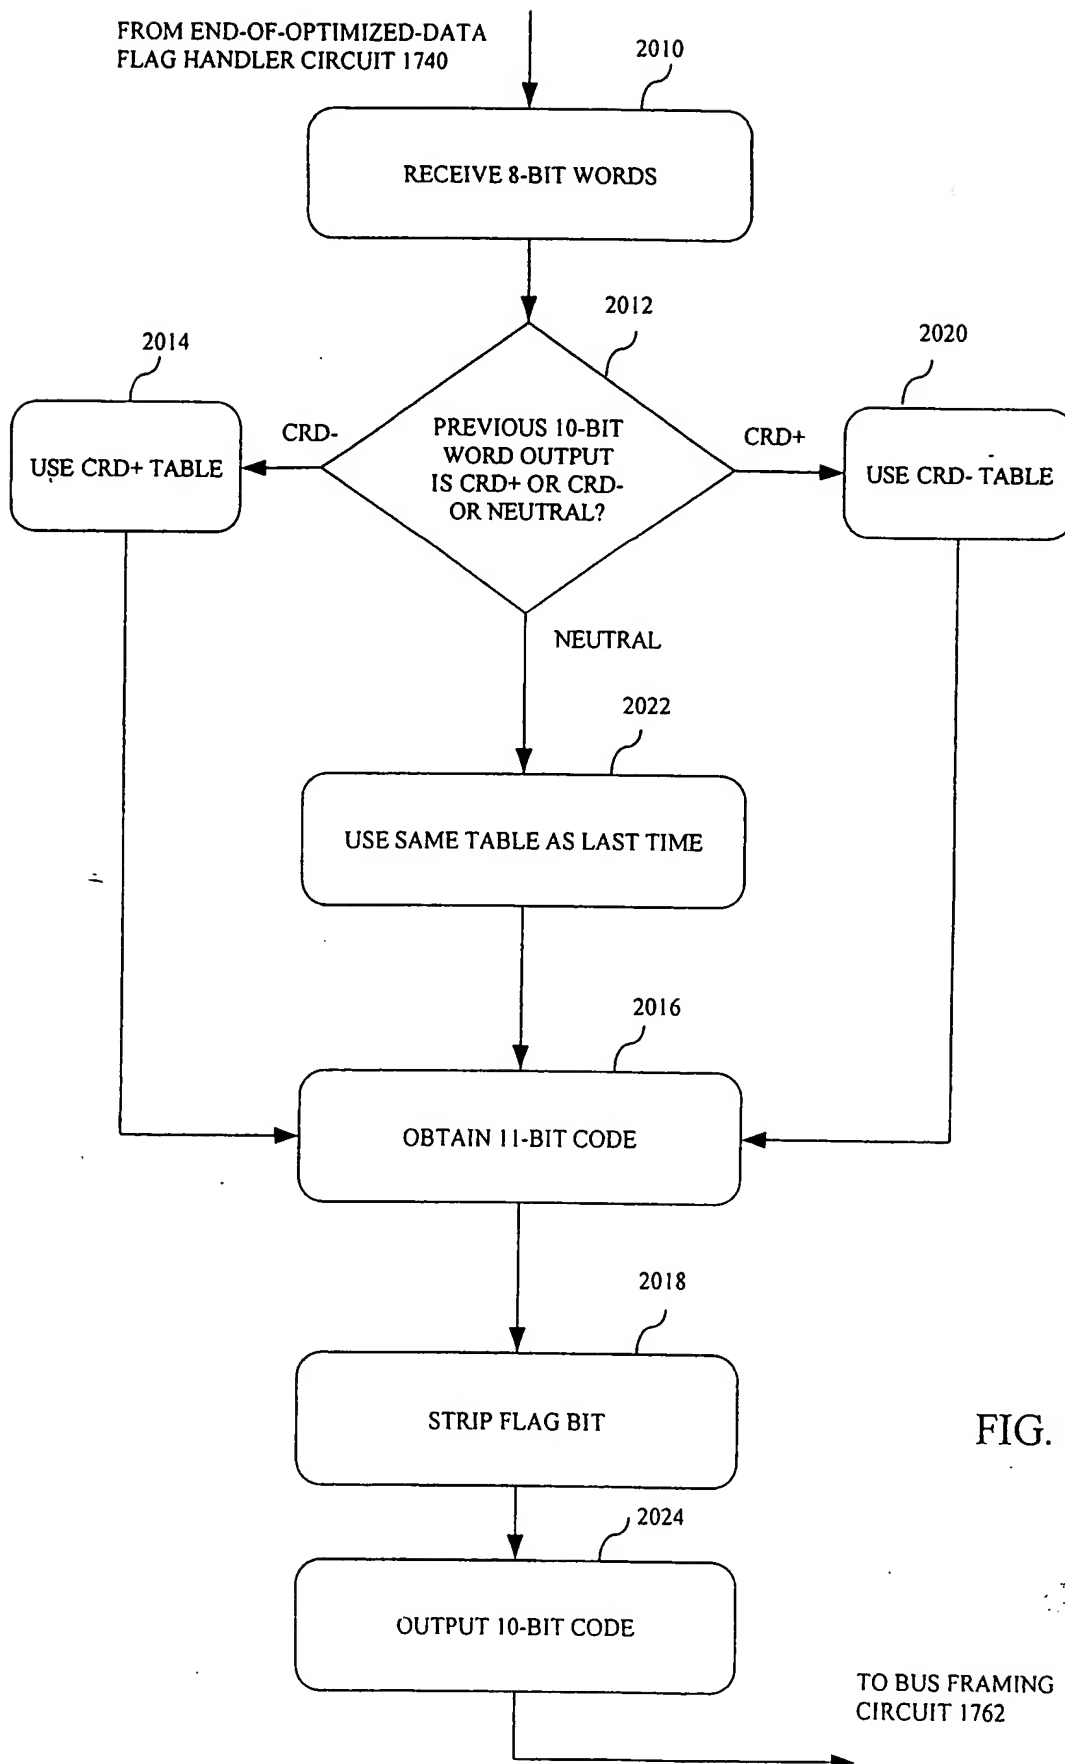 FROM END-OF-OPTIMIZED-DATA
FLAG HANDLER CIRCUIT 1740
2010
RECEIVE 8-BIT WORDS
2012
2014
2020
CRD-
PREVIOUS 10-BIT
WORD OUTPUT
IS CRD+ OR CRD-
OR NEUTRAL?
CRD+
USE CRD+ TABLE
USE CRD- TABLE
NEUTRAL
2022
USE SAME TABLE AS LAST TIME
2016
OBTAIN 11-BIT CODE
2018
STRIP FLAG BIT
FIG.
2024
OUTPUT 10-BIT CODE
TO BUS FRAMING
CIRCUIT 1762